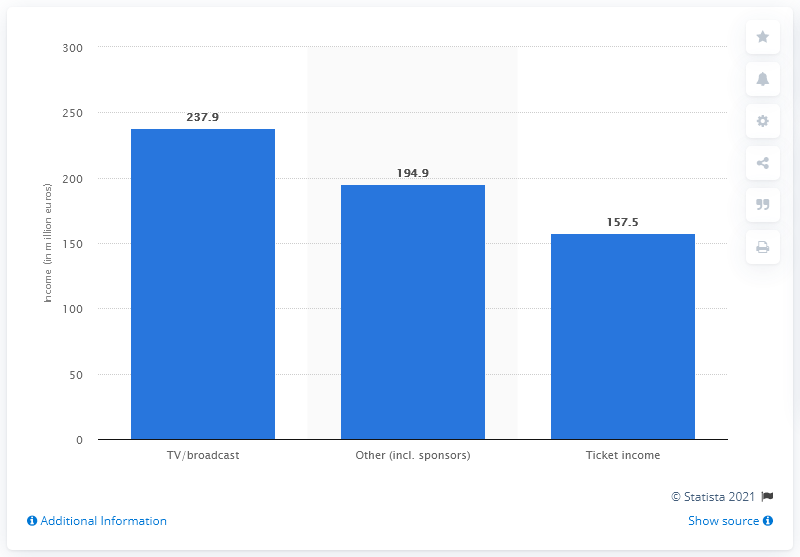 300
250
200
150
100
50
0
Income (in million euros)
237.9
194.9
157.5
TV/broadcast
Other (incl. sponsors)
Ticket income
© Statista 2021
Additional Information
Show source